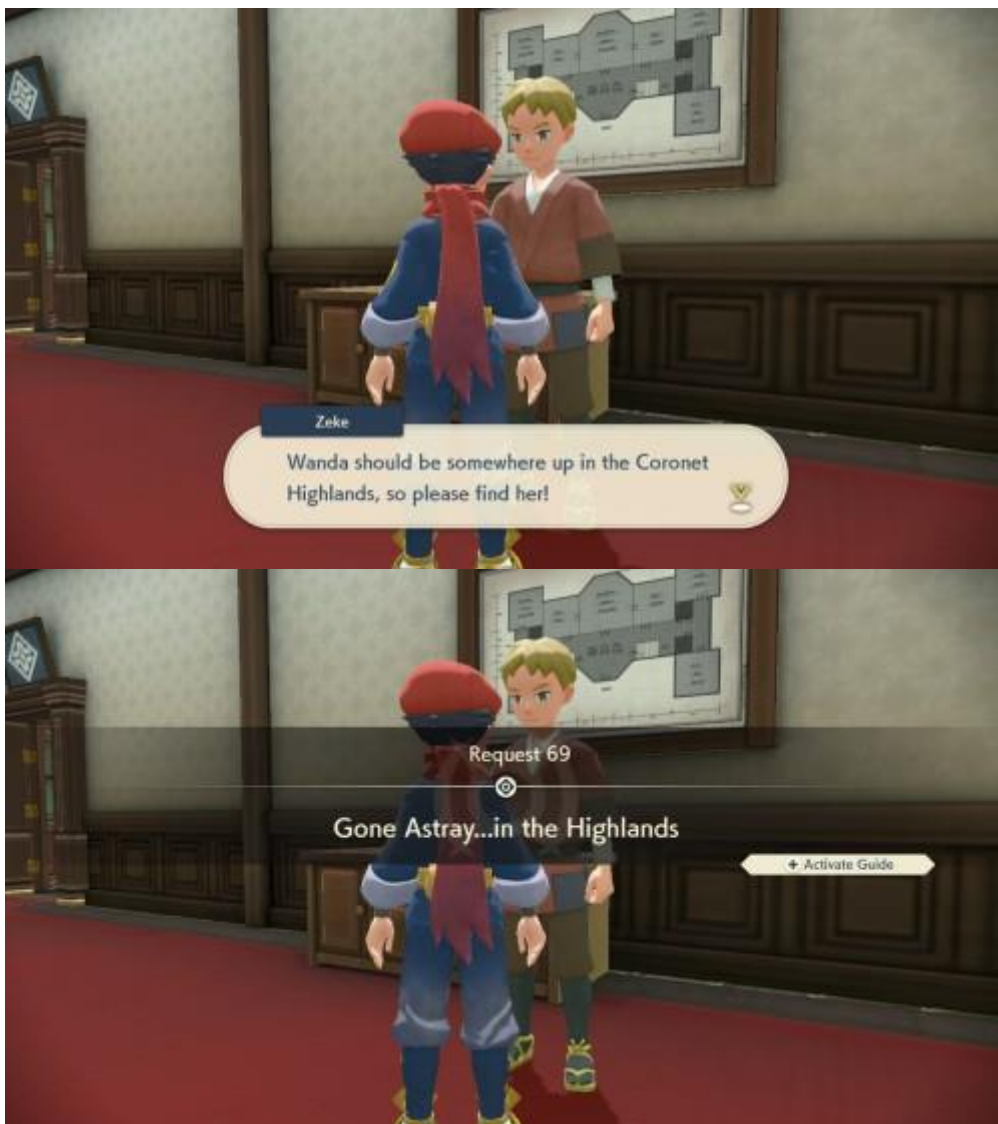 Zeke
Wanda should be somewhere up in the Coronet
Highlands, so please find her!
Request 69
Gone Astray...in the Highlands
+ Activate Guide